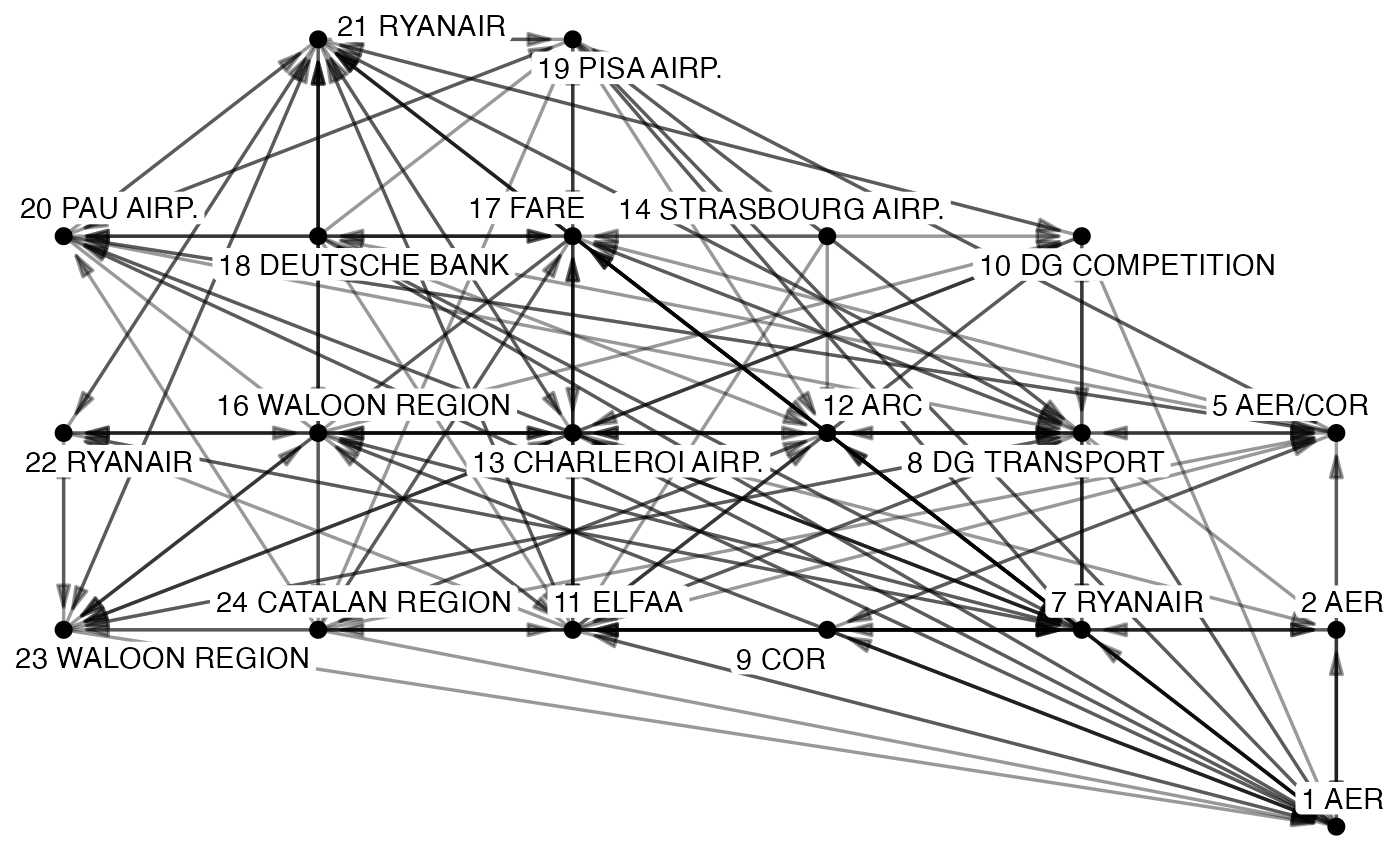 21 RYANAIR
19 PISA AIRP.
20 PAU AIRP.
17 FARE
14 STRASBOURG AIRP.
18 DEUTSCHE BANK
10 DG COMPETITION
16 WALOON REGION
12 ARC
5 AER/COR
22 RYANAIR
13 CHARLEROI AIRP.
8 DG TRANSPORT
24 CATALAN REGION
11 ELFAA
7 RYANAIR
2 AER
23 WALOON REGION
9 COR
1 AER